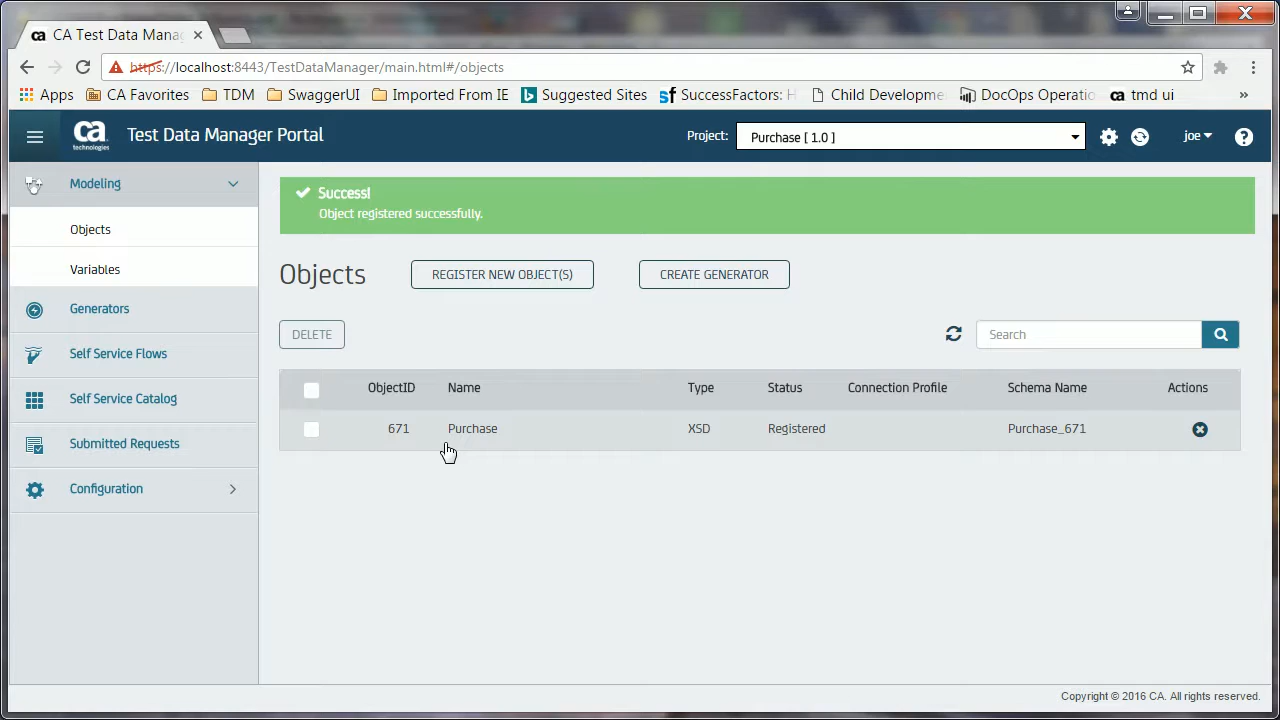 CA Test Data Mana
https://localhost:8443/TestDataManager/main.html#/objects
Apps CA Favorites TDM SwaggerUI Imported From IE Suggested Sites SuccessFactors: H Child Developme DocOps Operatio tmd ui »
ca technologies Test Data Manager Portal Project: Purchase [ 1.0 ] joe
Modeling
Objects
Variables
Generators
Self Service Flows
Self Service Catalog
Submitted Requests
Configuration
Success!
Object registered successfully.
Objects REGISTER NEW OBJECT(S) CREATE GENERATOR
DELETE Search
ObjectID Name Type Status Connection Profile Schema Name Actions
671 Purchase XSD Registered Purchase_671
Copyright © 2016 CA. All rights reserved.